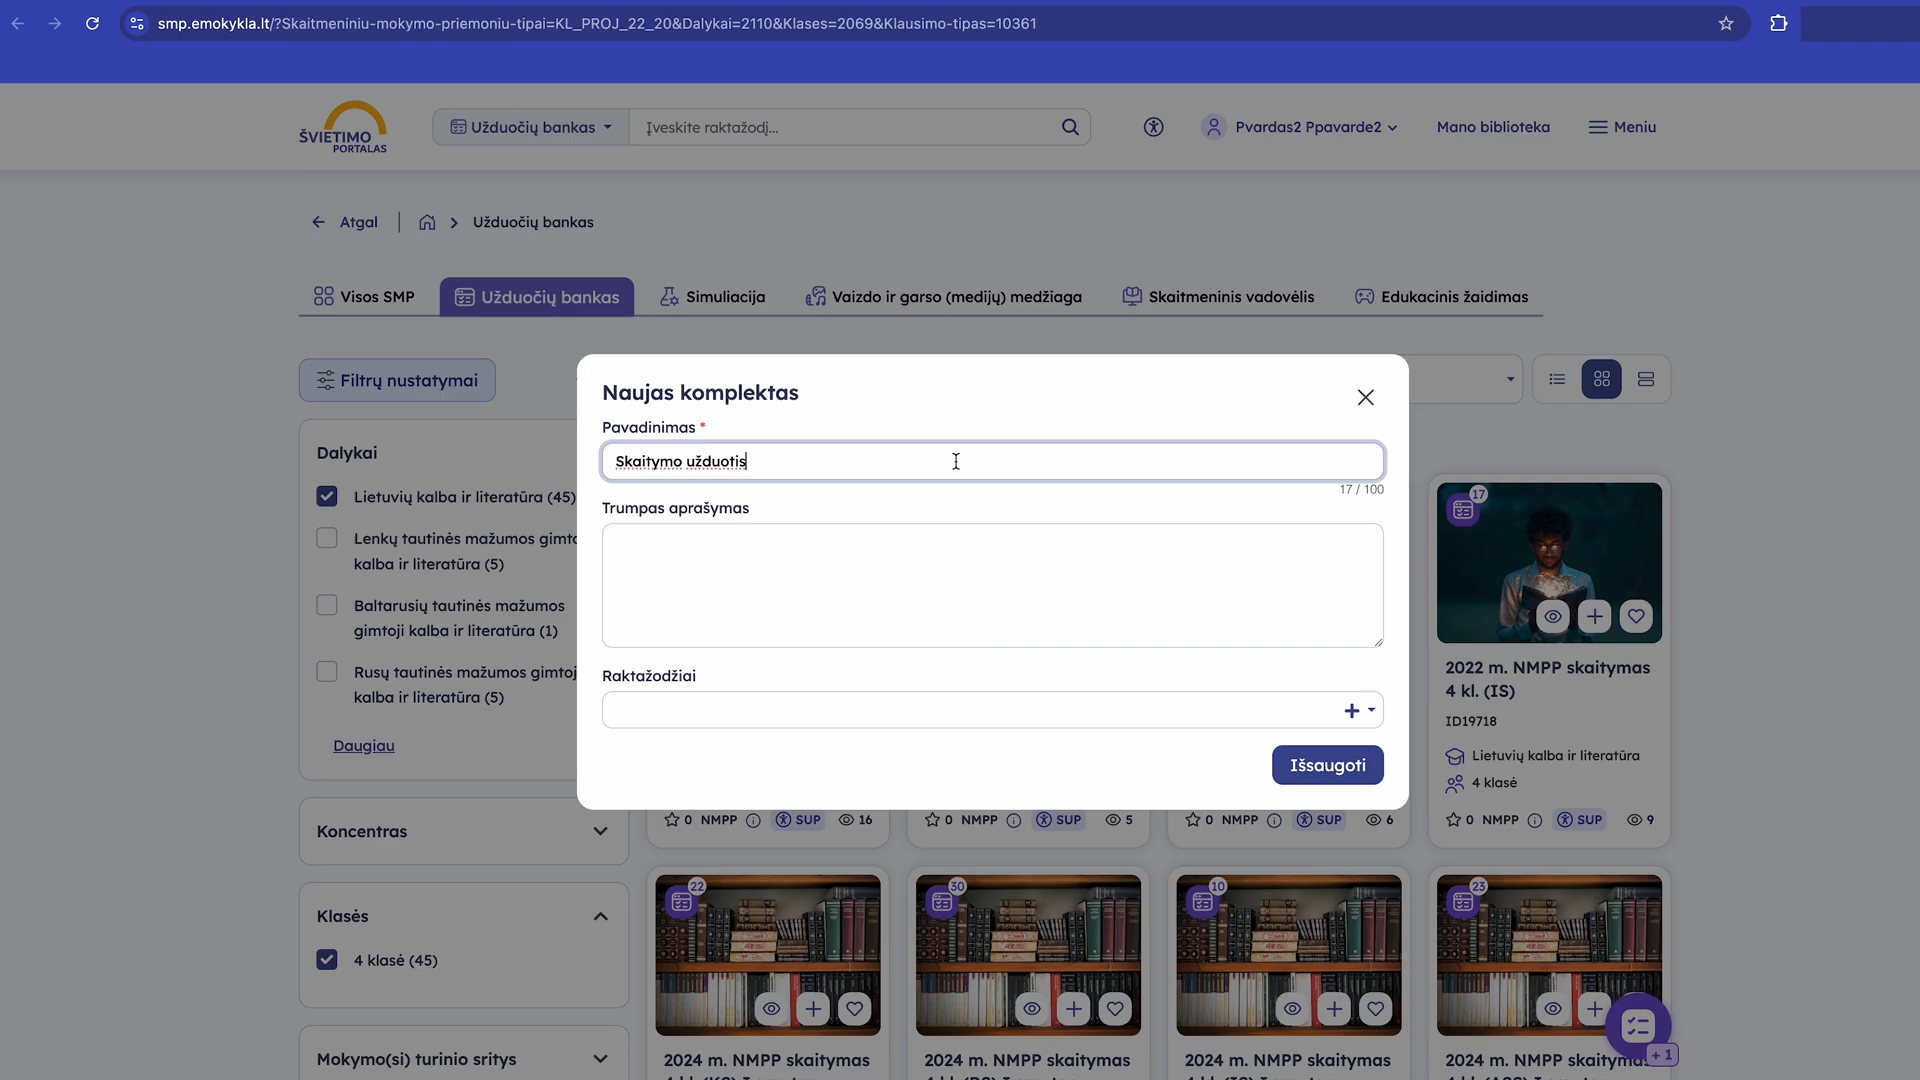 smp.emokykla.lt/?Skaitmeniniu-mokymo-priemoniu-tipai=KL_PROJ_22_20&Dalykai=2110&Klases=2069&Klausimo-tipas=10361
ŠVIETIMO
PORTALAS
Užduočių bankas
Įveskite raktažodį...
Pvardas2 Ppavarde2
Mano biblioteka
Meniu
Atgal
Užduočių bankas
Visos SMP
Užduočių bankas
Simuliacija
Vaizdo ir garso (medijų) medžiaga
Skaitmeninis vadovėlis
Edukacinis žaidimas
Filtrų nustatymai
Dalykai
Lietuvių kalba ir literatūra (45)
Lenkų tautinės mažumos
kalba ir literatūra (5)
Baltarusių tautinės mažumos
gimtoji kalba ir literatūra (1)
Rusų tautinės mažumos
kalba ir literatūra (5)
Daugiau
Koncentras
Klasės
4 klasė (45)
Mokymo(si) turinio sritys
Naujas komplektas
Pavadinimas *
Skaitymo užduotis
17 / 100
Trumpas aprašymas
Raktažodžiai
Išsaugoti
17
2022 m. NMPP skaitymas
4 kl. (IS)
ID19718
Lietuvių kalba ir literatūra
4 klasė
0 NMPP SUP 16
0 NMPP SUP 5
0 NMPP SUP 6
0 NMPP SUP 9
22
30
10
23
2024 m. NMPP skaitymas
2024 m. NMPP skaitymas
2024 m. NMPP skaitymas
2024 m. NMPP skaitymas
+ 1